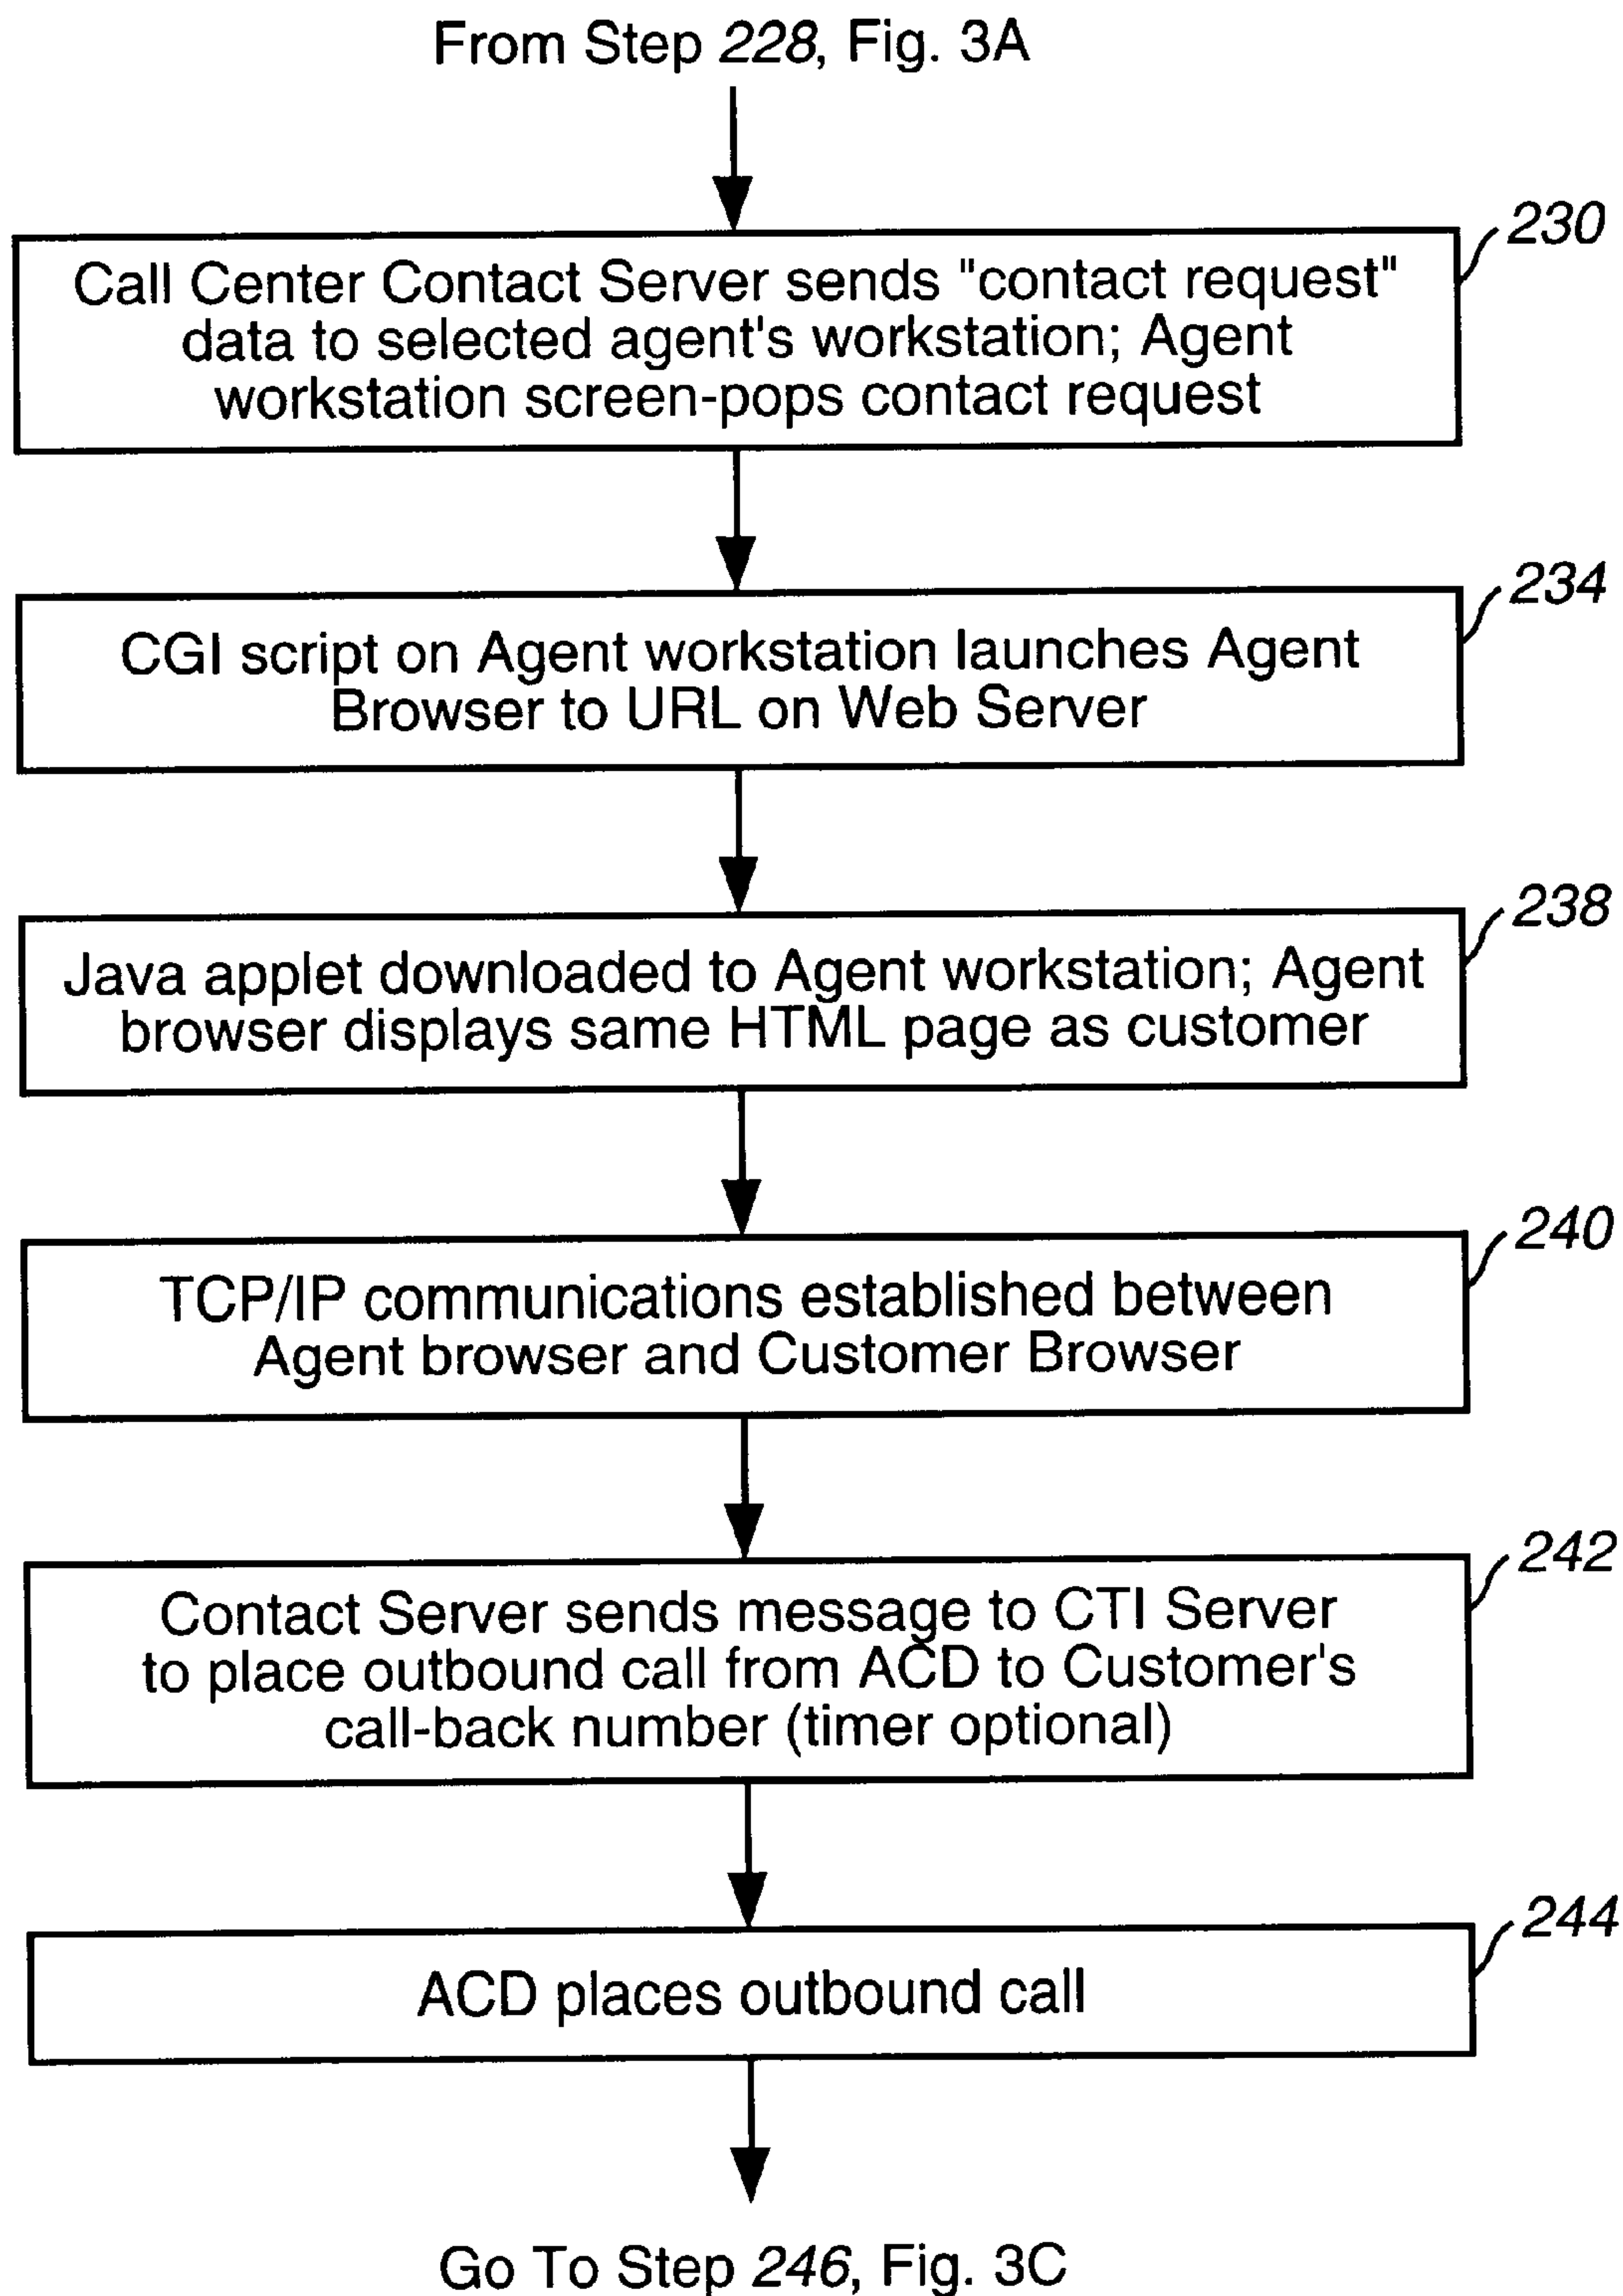 From Step 228, Fig. 3A
230
Call Center Contact Server sends "contact request"
data to selected agent's workstation; Agent
workstation screen-pops contact request
234
CGI script on Agent workstation launches Agent
Browser to URL on Web Server
238
Java applet downloaded to Agent workstation; Agent
browser displays same HTML page as customer
240
TCP/IP communications established between
Agent browser and Customer Browser
242
Contact Server sends message to CTI Server
to place outbound call from ACD to Customer's
call-back number (timer optional)
244
ACD places outbound call
Go To Step 246, Fig. 3C